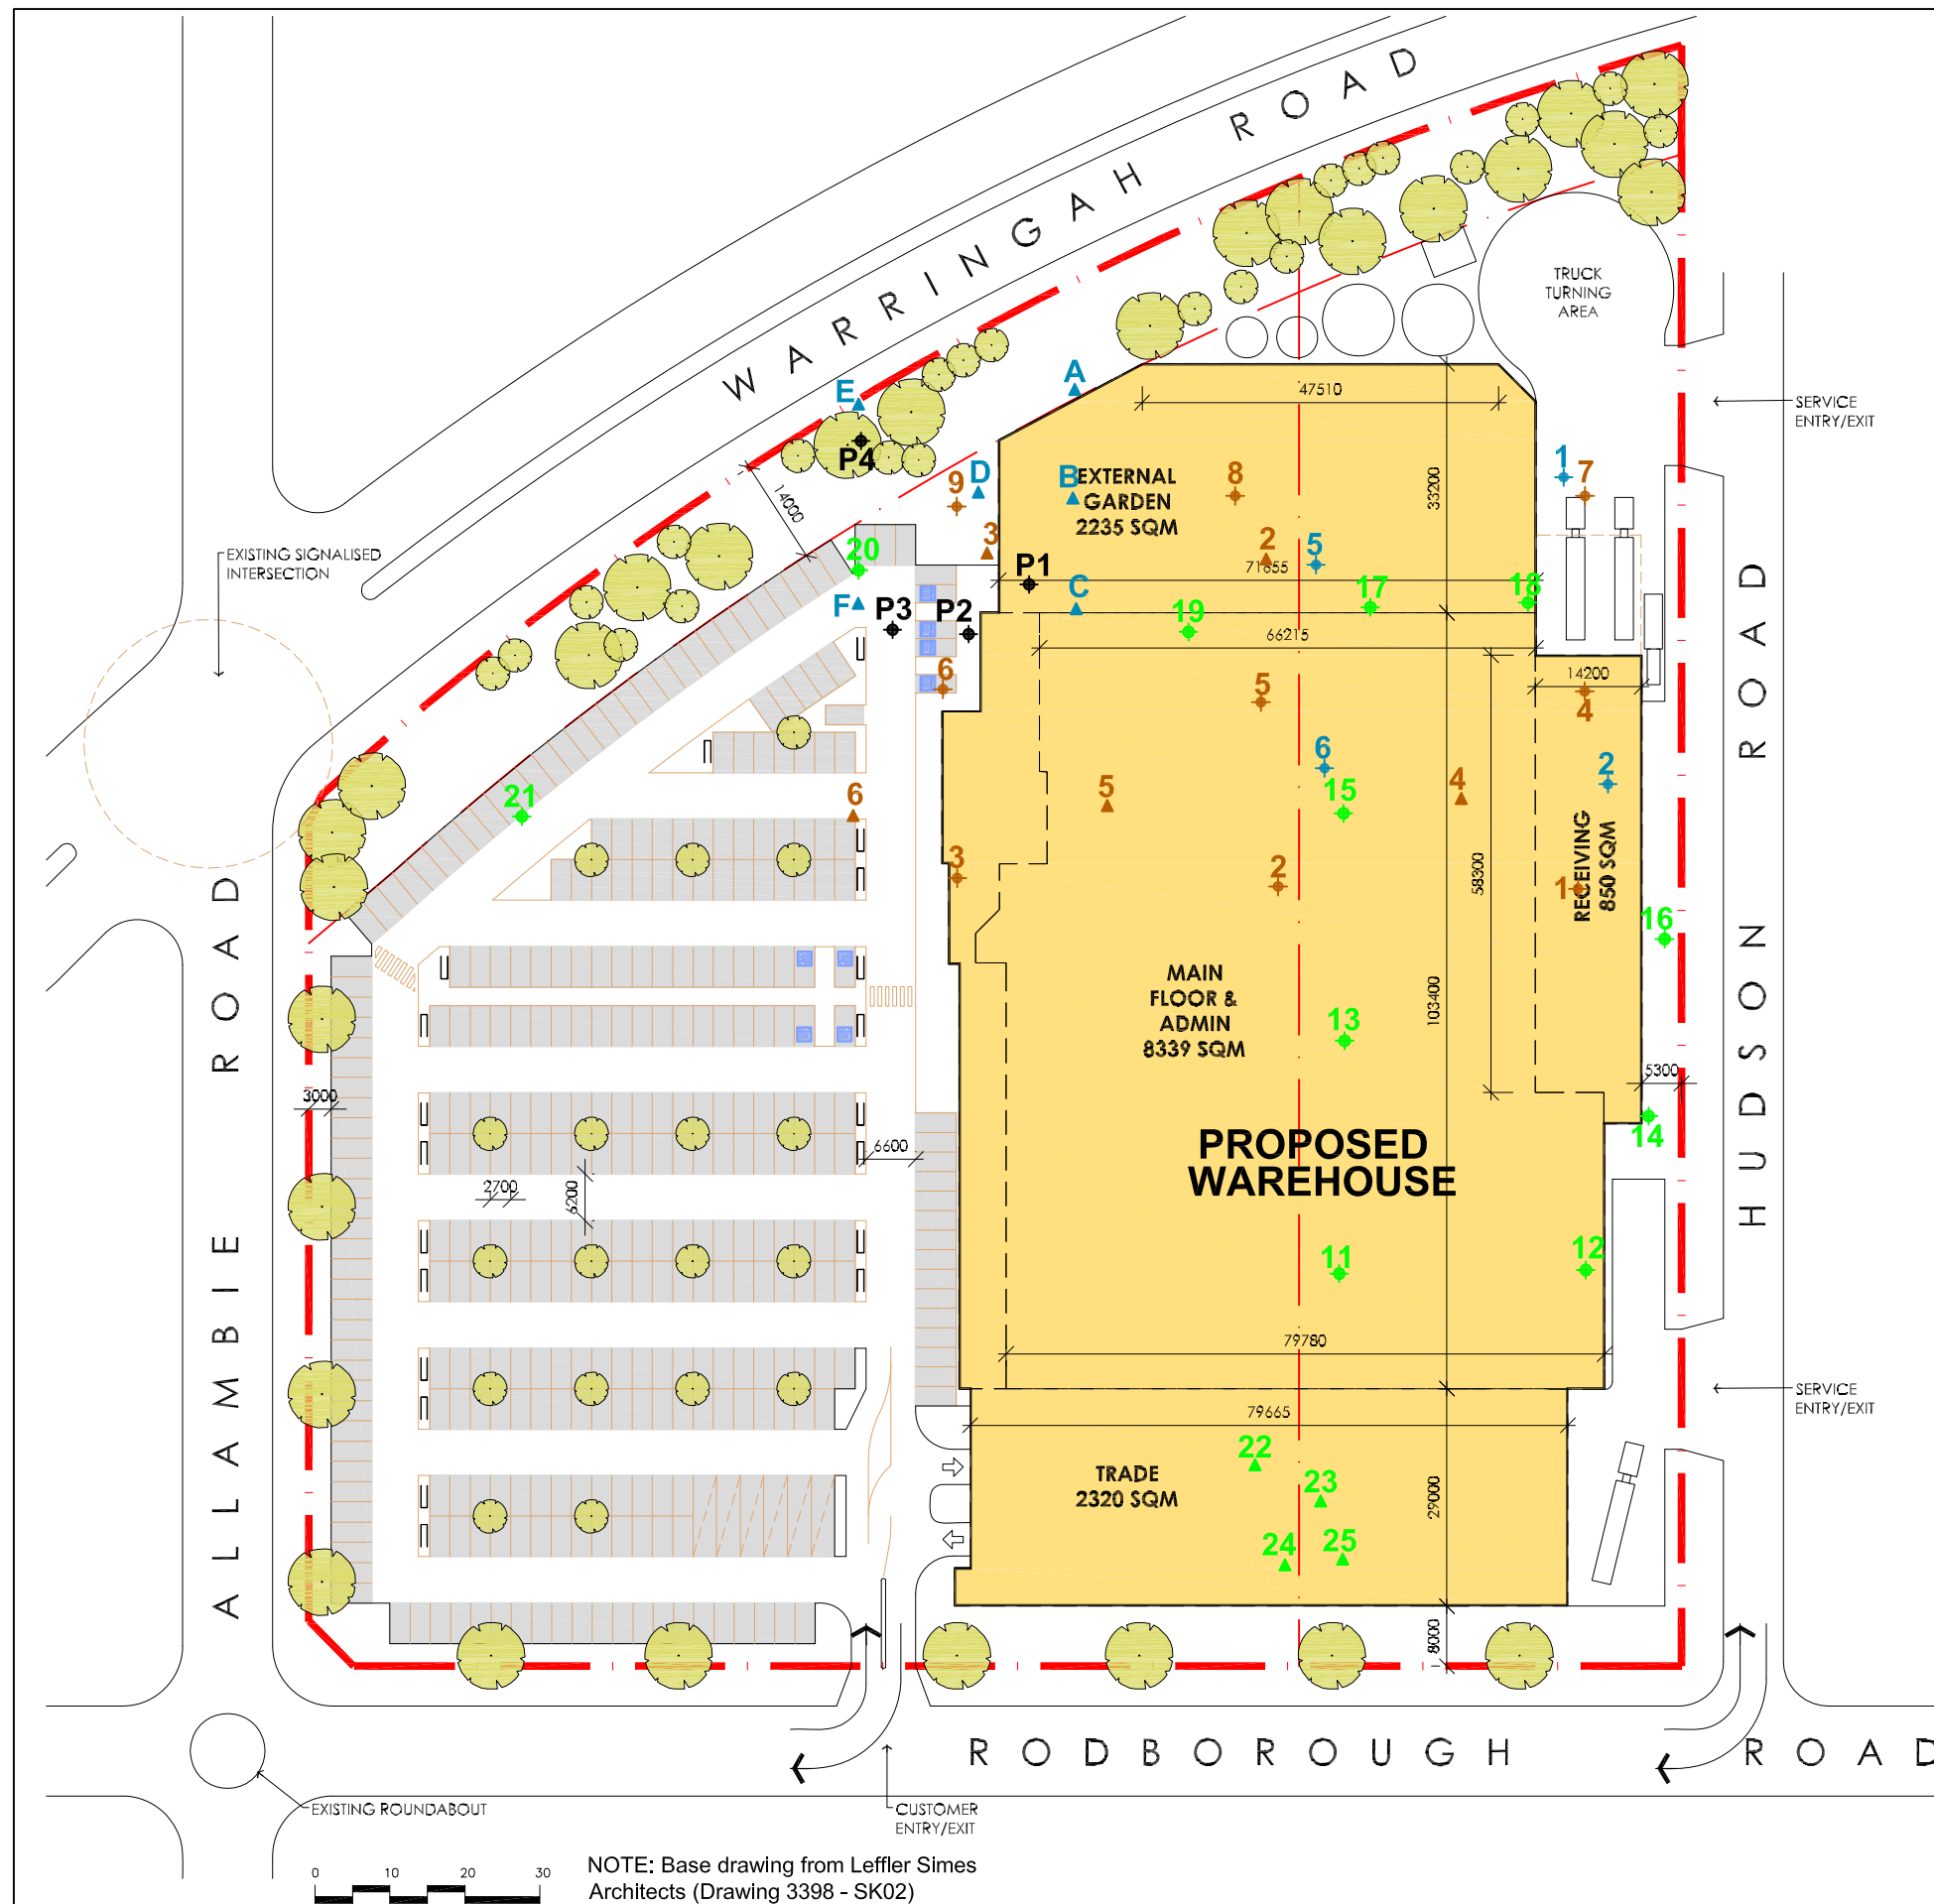 WARRINGAH ROAD
TRUCK
TURNING
AREA
47510
SERVICE
ENTRY/EXIT
E
A
P4
14000
9
D
B
EXTERNAL
GARDEN
2235 SQM
8
33200
1
7
EXISTING SIGNALISED
INTERSECTION
20
3
2
5
71655
P1
F
P3
P2
C
19
17
18
66215
6
5
14200
4
21
6
5
6
15
4
2
3
2
58300
1
RECEIVING
850 SQM
16
MAIN
FLOOR &
ADMIN
8339 SQM
103400
13
3000
5300
14
6600
PROPOSED
WAREHOUSE
2700
6200
11
12
79780
79665
SERVICE
ENTRY/EXIT
22
TRADE
2320 SQM
23
29000
24
25
8000
ALLAMBIE ROAD
HUDSON ROAD
RODBOROUGH ROAD
EXISTING ROUNDABOUT
CUSTOMER
ENTRY/EXIT
0 10 20 30
NOTE: Base drawing from Leffler Simes
Architects (Drawing 3398 - SK02)